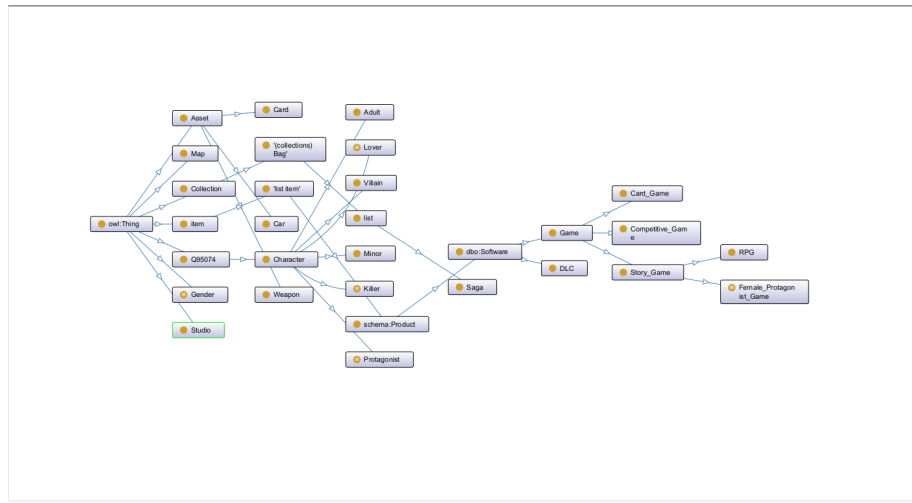 owl:Thing
Asset
Map
Collection
item
Q95074
Gender
Studio
Card
'(collections)
Bag'
'list item'
Car
Character
Weapon
Adult
Lover
Villain
list
Minor
Killer
schema:Product
Protagonist
dbo:Software
Saga
Game
DLC
Card_Game
Competitive_Gam
e
Story_Game
RPG
Female_Protagon
ist_Game